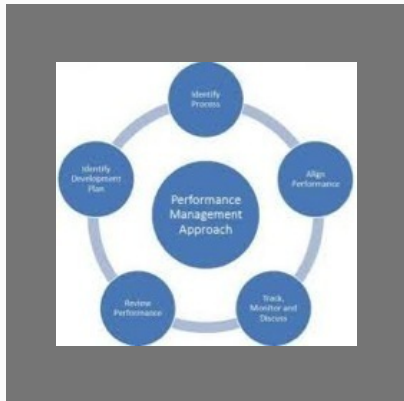 Identify
Process
Align
Performance
Track,
Monitor and
Discuss
Review
Performance
Identify
Development
Plan
Performance
Management
Approach